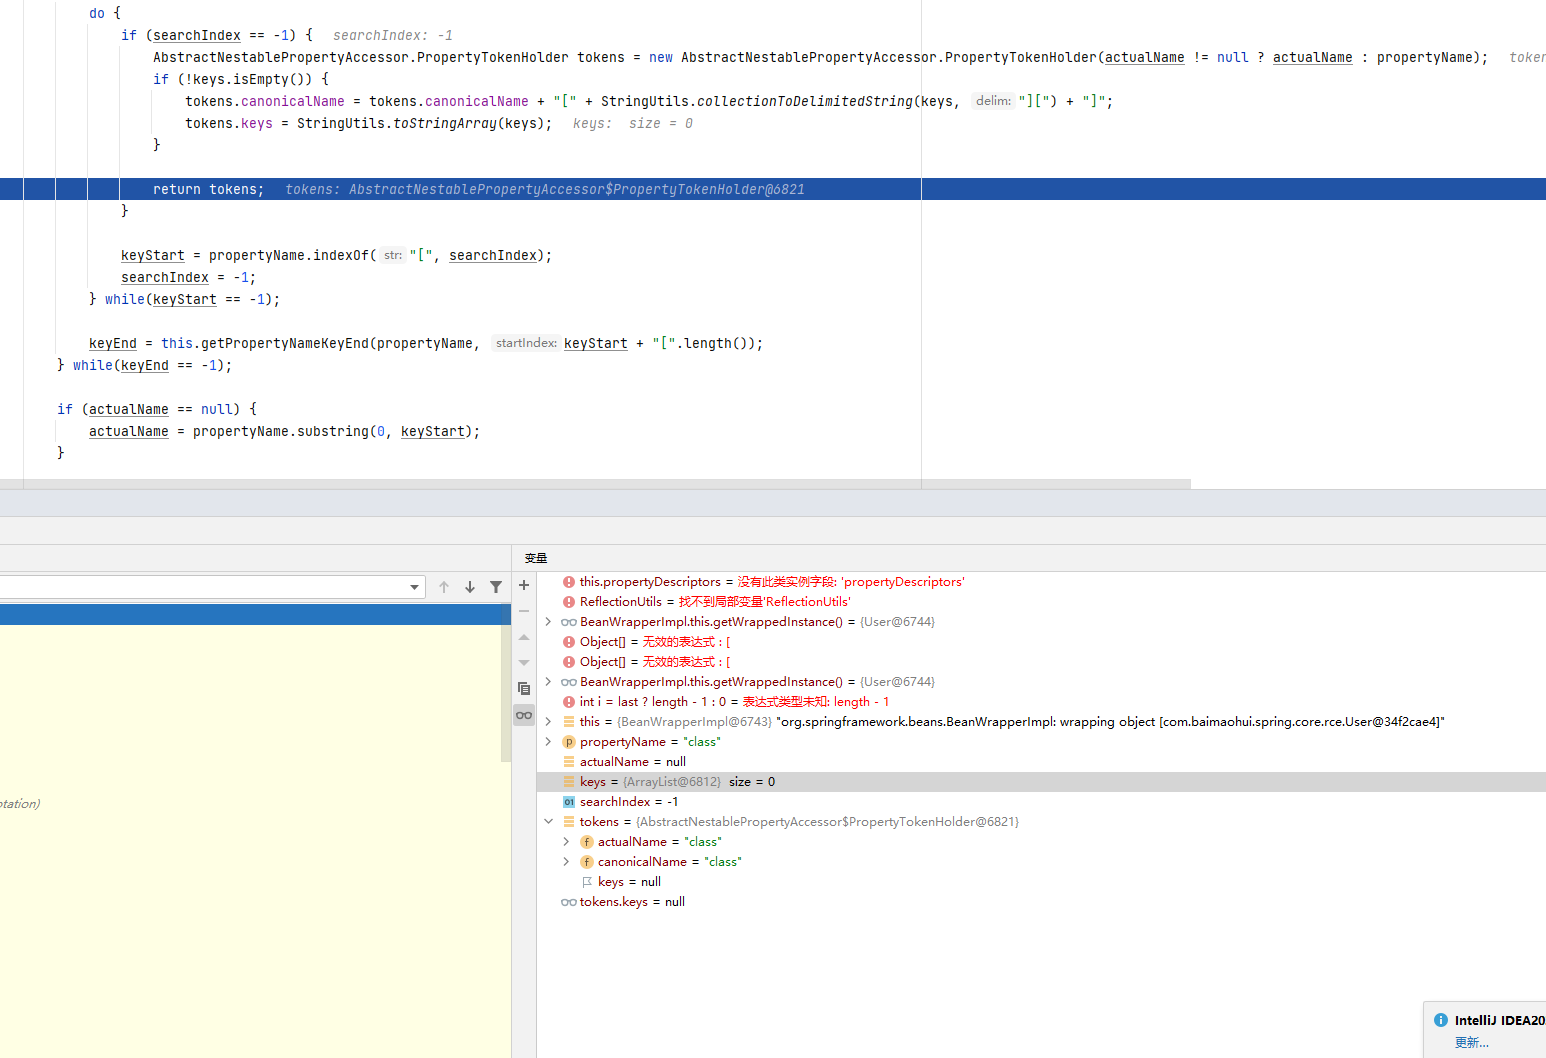 do {
if (searchIndex == -1) { searchIndex: -1
AbstractNestablePropertyAccessor.PropertyTokenHolder tokens = new AbstractNestablePropertyAccessor.PropertyTokenHolder(actualName != null ? actualName : propertyName);
if (!keys.isEmpty()) {
tokens.canonicalName = tokens.canonicalName + "[" + StringUtils.collectionToDelimitedString(keys, delim: "][") + "]";
tokens.keys = StringUtils.toStringArray(keys); keys: size = 0
}
return tokens; tokens: AbstractNestablePropertyAccessor$PropertyTokenHolder@6821
}
keyStart = propertyName.indexOf( str: "[", searchIndex);
searchIndex = -1;
} while(keyStart == -1);
keyEnd = this.getPropertyNameKeyEnd(propertyName, startIndex: keyStart + "[".length());
} while(keyEnd == -1);
if (actualName == null) {
actualName = propertyName.substring(0, keyStart);
}
变量
this.propertyDescriptors = 没有此类实例字段: 'propertyDescriptors'
ReflectionUtils = 找不到局部变量'ReflectionUtils'
BeanWrapperImpl.this.getWrappedInstance() = {User@6744}
Object[] = 无效的表达式 : [
Object[] = 无效的表达式 : [
BeanWrapperImpl.this.getWrappedInstance() = {User@6744}
int i = last ? length - 1 : 0 = 表达式类型未知: length - 1
this = {BeanWrapperImpl@6743} "org.springframework.beans.BeanWrapperImpl: wrapping object [com.baimaohui.spring.core.rce.User@34f2cae4]"
p propertyName = "class"
actualName = null
keys = {ArrayList@6812} size = 0
01 searchIndex = -1
tokens = {AbstractNestablePropertyAccessor$PropertyTokenHolder@6821}
f actualName = "class"
f canonicalName = "class"
keys = null
tokens.keys = null
otation)
IntelliJ IDEA20
更新...